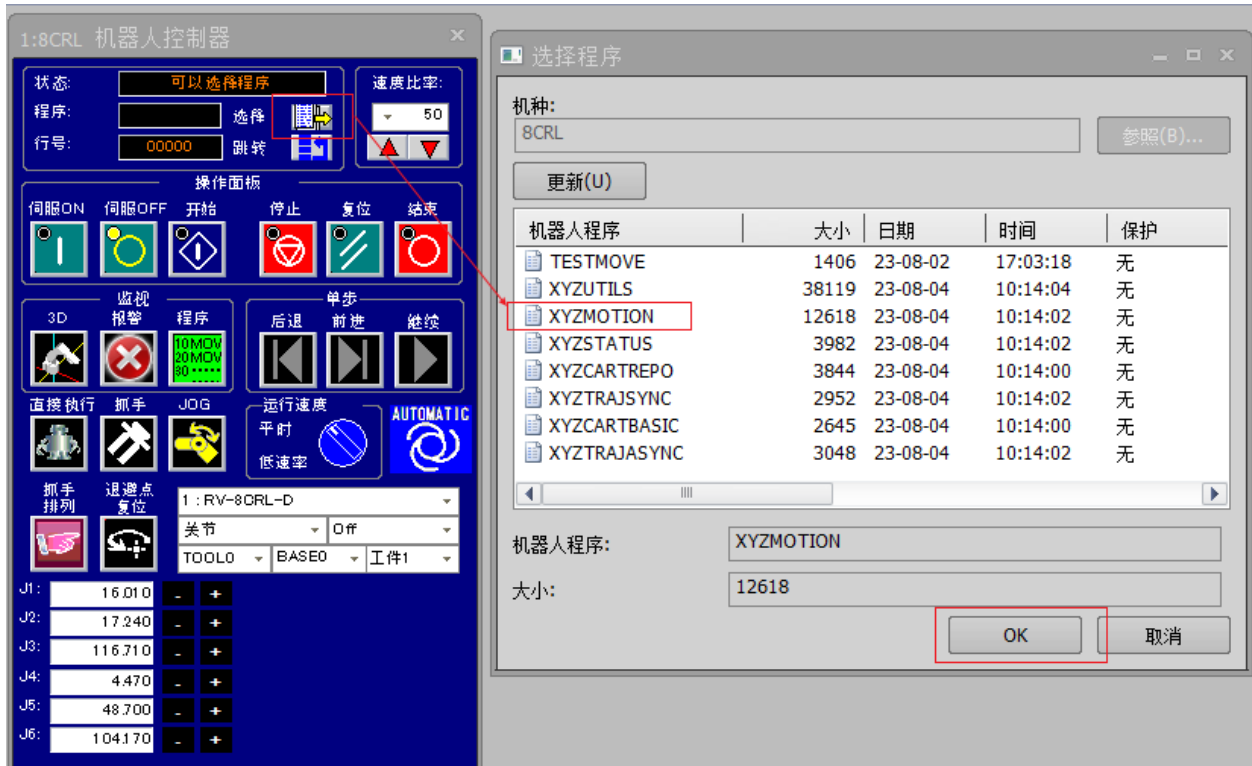 1:8CRL 机器人控制器
状态: 可以选择程序
程序: 选择
行号: 00000 跳转
速度比率:
50
操作面板
伺服ON 伺服OFF 开始 停止 复位 结束
监视
3D 报警 程序
10MOV
20MOV
30 ·····
单步
后退 前进 继续
直接执行 抓手 JOG
运行速度
平时
低速率
AUTOMATIC
抓手排列
退避点复位
1 : RV-8CRL-D
关节 Off
TOOL0 BASE0 工件1
J1: 16.010 - +
J2: 17.240 - +
J3: 116.710 - +
J4: 4.470 - +
J5: 48.700 - +
J6: 104.170 - +
选择程序
机种:
8CRL 参照(B)...
更新(U)
机器人程序 大小 日期 时间 保护
TESTMOVE 1406 23-08-02 17:03:18 无
XYZUTILS 38119 23-08-04 10:14:04 无
XYZMOTION 12618 23-08-04 10:14:02 无
XYZSTATUS 3982 23-08-04 10:14:02 无
XYZCARTREPO 3844 23-08-04 10:14:00 无
XYZTRAJSYNC 2952 23-08-04 10:14:02 无
XYZCARTBASIC 2645 23-08-04 10:14:00 无
XYZTRAJASYNC 3048 23-08-04 10:14:02 无
机器人程序: XYZMOTION
大小: 12618
OK 取消